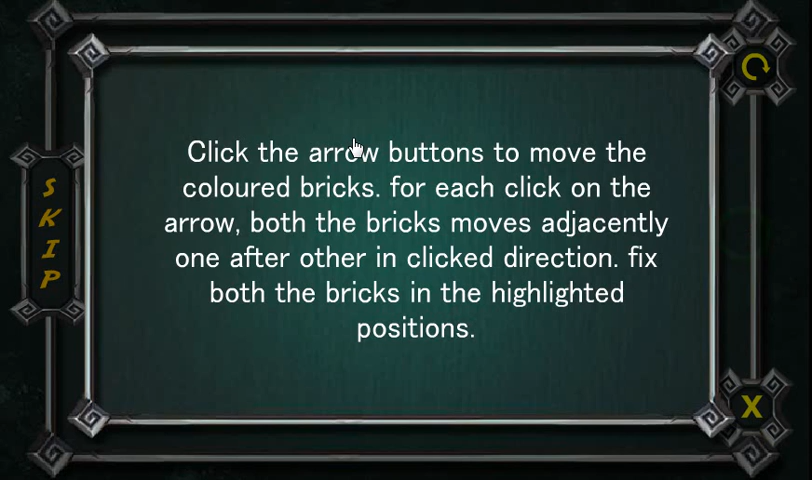 Click the arrow buttons to move the
coloured bricks. for each click on the
arrow, both the bricks moves adjacently
one after other in clicked direction. fix
both the bricks in the highlighted
positions.
SKIP
X